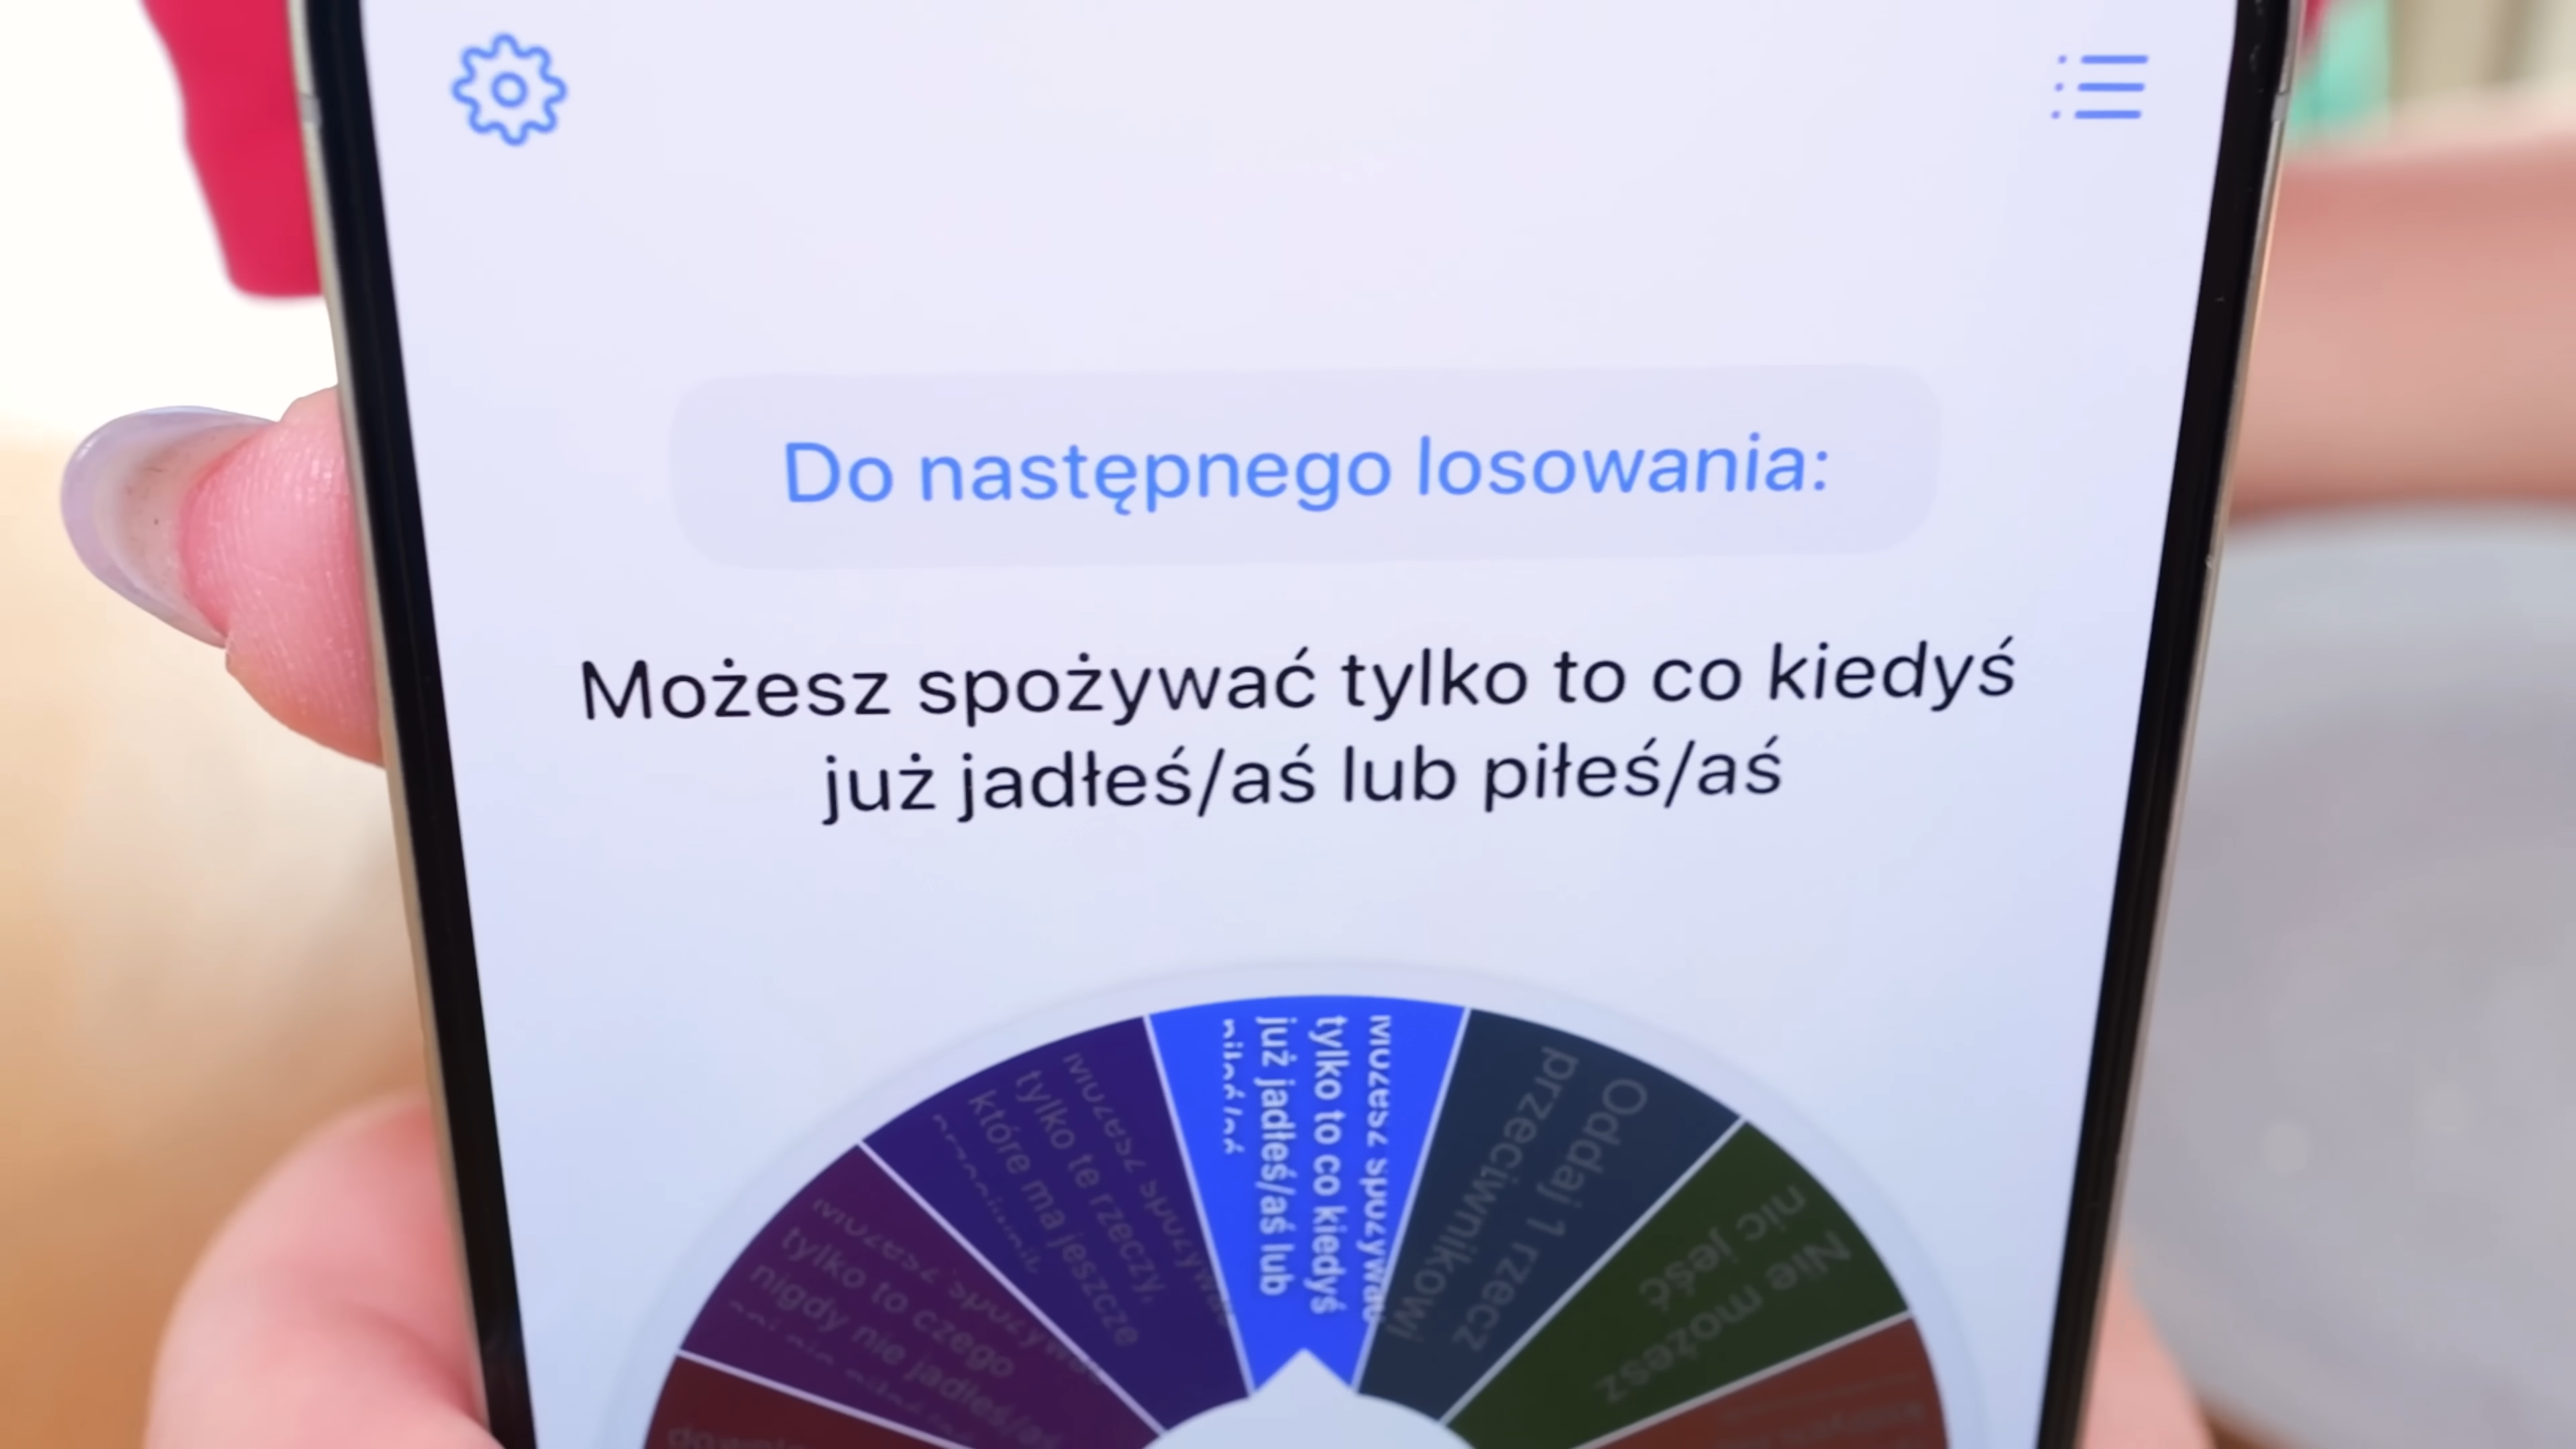 Do następnego losowania:
Możesz spożywać tylko to co kiedyś
już jadłeś/aś lub piłeś/aś
tylko to czego
nigdy nie jadłeś/aś
Możesz spożywać
tylko te rzeczy,
które ma jeszcze
Możesz spożywać
tylko to co kiedyś
już jadłeś/aś lub
Oddaj 1 rzecz
przeciwnikowi
Nie możesz
nic jeść